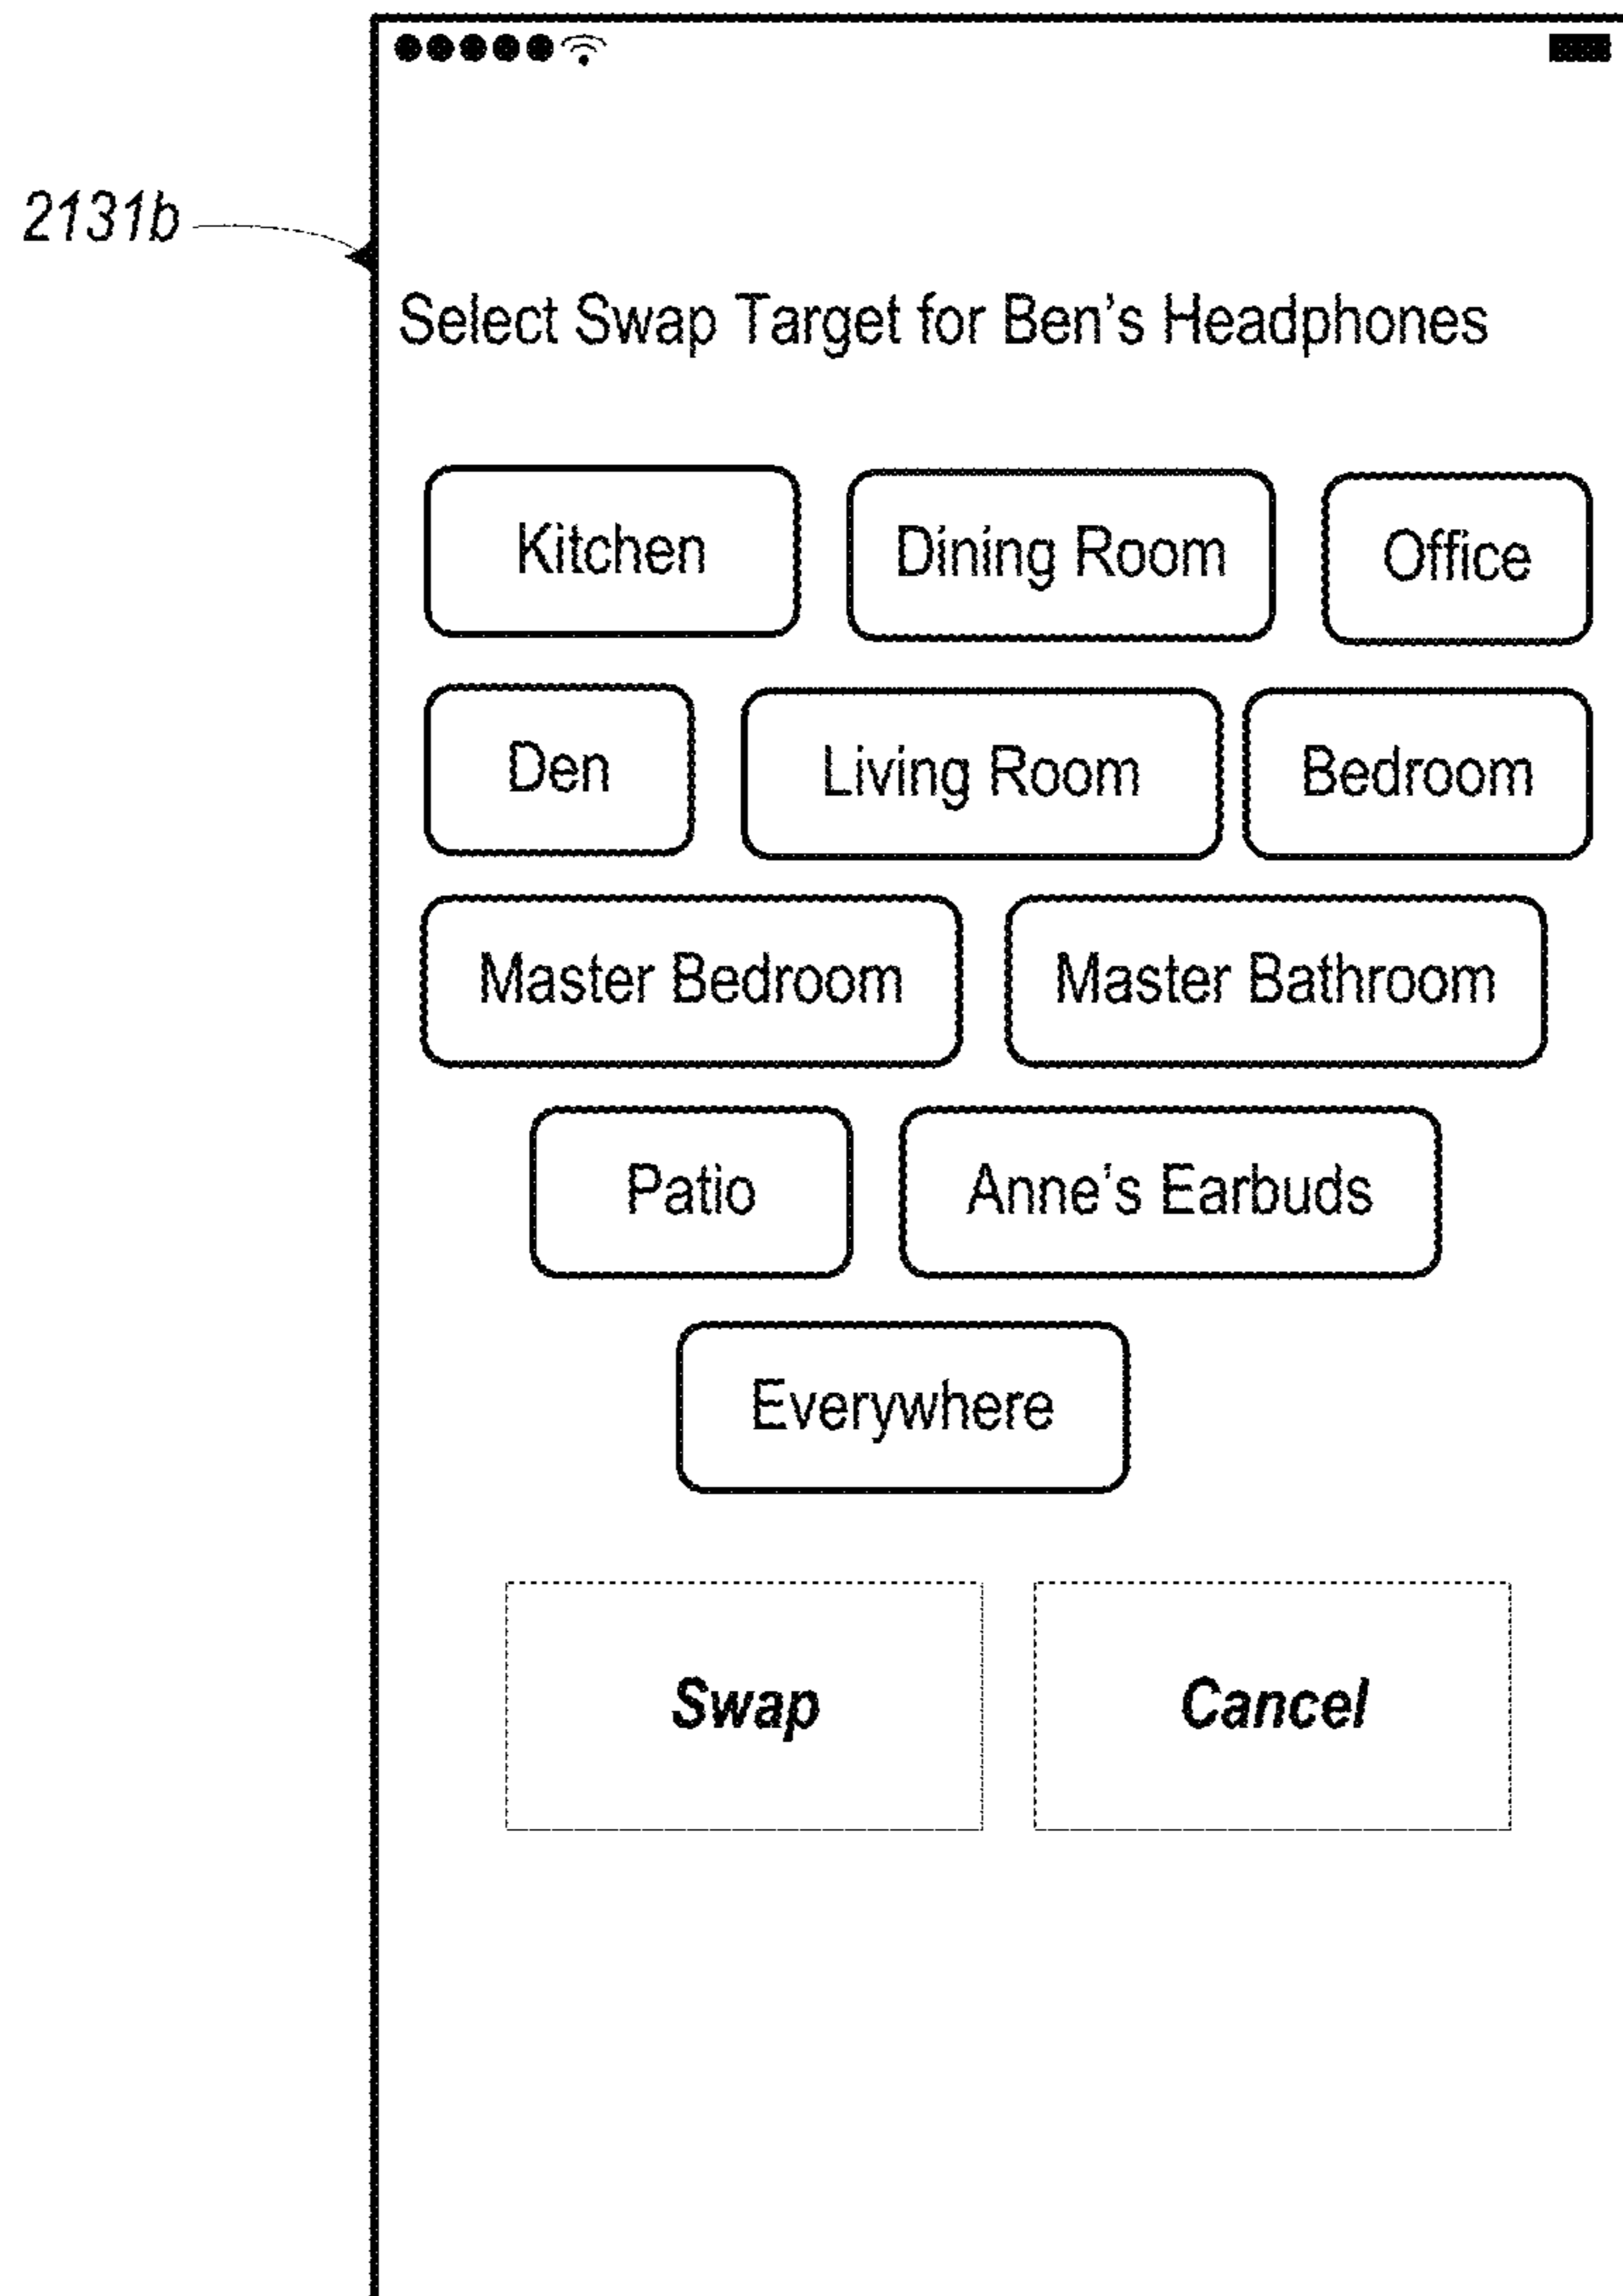 2131b
Select Swap Target for Ben's Headphones
Kitchen Dining Room Office
Den Living Room Bedroom
Master Bedroom Master Bathroom
Patio Anne's Earbuds
Everywhere
Swap Cancel